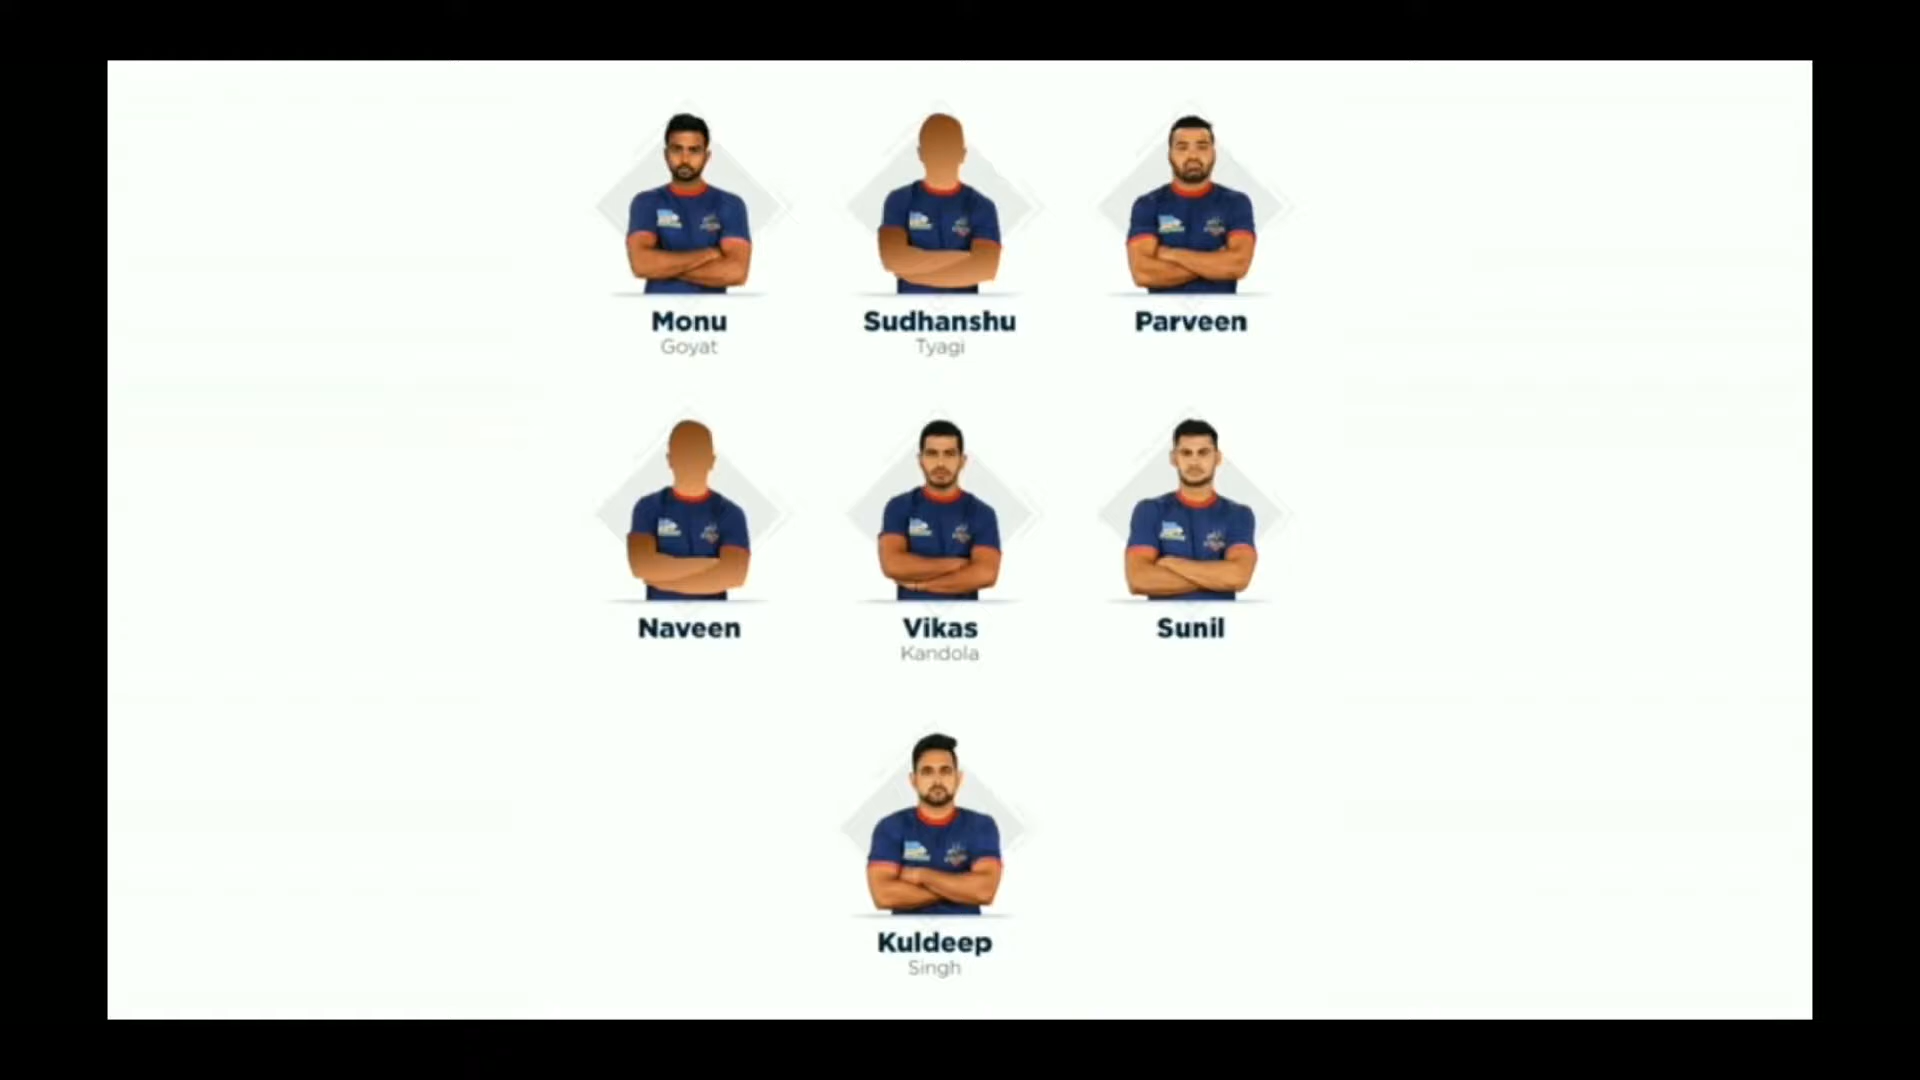 Monu
Goyat
Sudhanshu
Tyagi
Parveen
Naveen
Vikas
Kandola
Sunil
Kuldeep
Singh